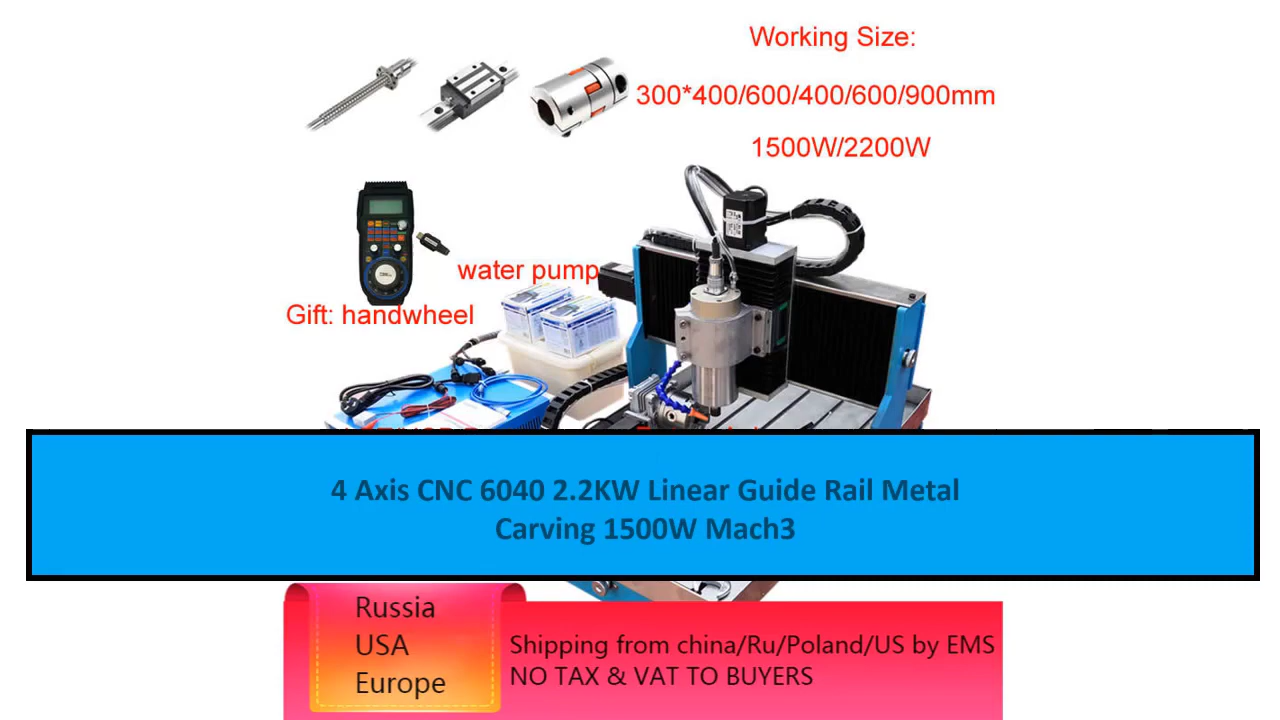 Working Size:
300*400/600/400/600/900mm
1500W/2200W
water pump
Gift: handwheel
4 Axis CNC 6040 2.2KW Linear Guide Rail Metal
Carving 1500W Mach3
Russia
USA
Europe
Shipping from china/Ru/Poland/US by EMS
NO TAX & VAT TO BUYERS